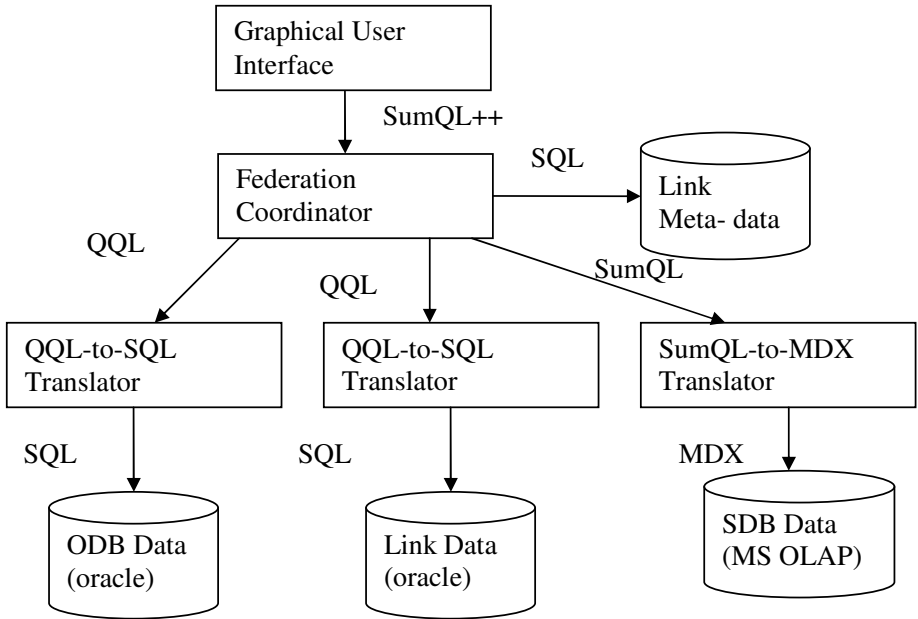 Graphical User
Interface
SumQL++
Federation
Coordinator
SQL
Link
Meta- data
QQL
QQL
SumQL
QQL-to-SQL
Translator
QQL-to-SQL
Translator
SumQL-to-MDX
Translator
SQL
SQL
MDX
ODB Data
(oracle)
Link Data
(oracle)
SDB Data
(MS OLAP)